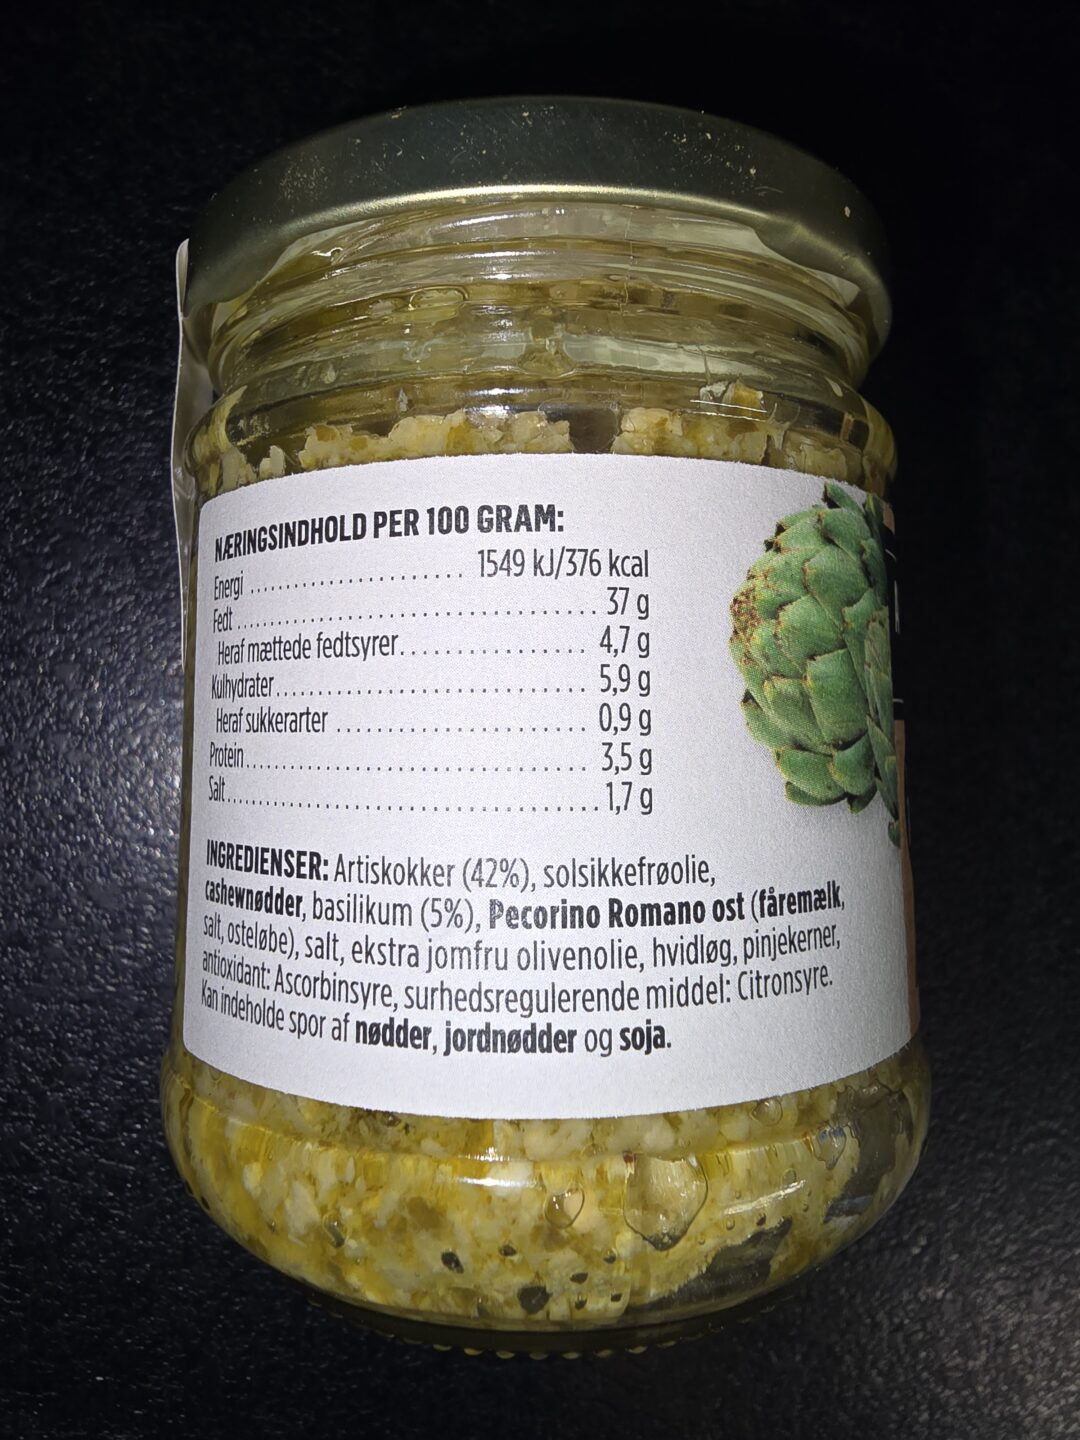 NÆRINGSINDHOLD PER 100 GRAM:
Energi ........................ 1549 kJ/376 kcal
Fedt ........................................ 37 g
Heraf mættede fedtsyrer..................... 4,7 g
Kulhydrater................................. 5,9 g
Heraf sukkerarter .......................... 0,9 g
Protein..................................... 3,5 g
Salt........................................ 1,7 g
INGREDIENSER: Artiskokker (42%), solsikkefrøolie,
cashewnødder, basilikum (5%), Pecorino Romano ost (fåremælk,
salt, osteløbe), salt, ekstra jomfru olivenolie, hvidløg, pinjekerner,
antioxidant: Ascorbinsyre, surhedsregulerende middel: Citronsyre.
Kan indeholde spor af nødder, jordnødder og soja.